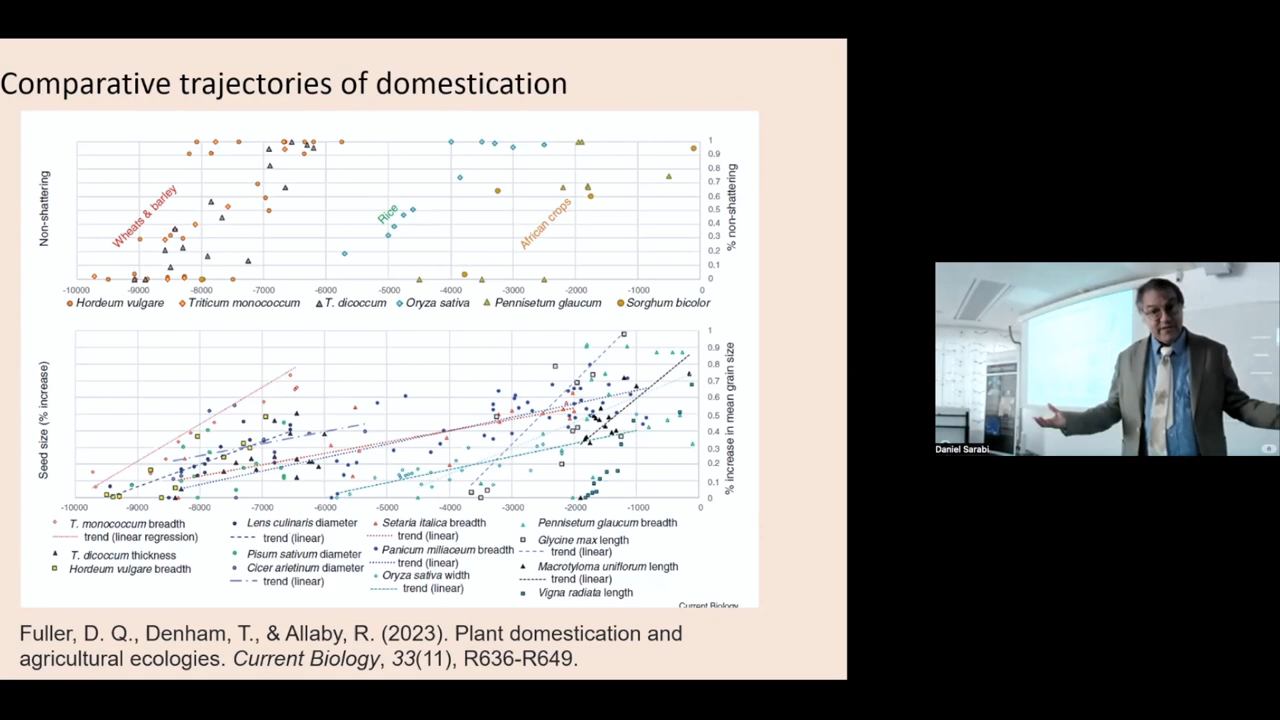 Comparative trajectories of domestication
Non-shattering
Wheats & barley
Rice
African crops
% non-shattering
1
0.9
0.8
0.7
0.6
0.5
0.4
0.3
0.2
0.1
0
-10000 -9000 -8000 -7000 -6000 -5000 -4000 -3000 -2000 -1000 0
Hordeum vulgare Triticum monococcum T. dicoccum Oryza sativa Pennisetum glaucum Sorghum bicolor
Seed size (% increase)
% increase in mean grain size
1
0.9
0.8
0.7
0.6
0.5
0.4
0.3
0.2
0.1
0
-10000 -9000 -8000 -7000 -6000 -5000 -4000 -3000 -2000 -1000 0
T. monococcum breadth
trend (linear regression)
T. dicoccum thickness
Hordeum vulgare breadth
Lens culinaris diameter
trend (linear)
Pisum sativum diameter
Cicer arietinum diameter
trend (linear)
Setaria italica breadth
trend (linear)
Panicum miliaceum breadth
trend (linear)
Oryza sativa width
trend (linear)
Pennisetum glaucum breadth
Glycine max length
trend (linear)
Macrotyloma uniflorum length
trend (linear)
Vigna radiata length
Current Biology
Fuller, D. Q., Denham, T., & Allaby, R. (2023). Plant domestication and
agricultural ecologies. Current Biology, 33(11), R636-R649.
Daniel Sarabi